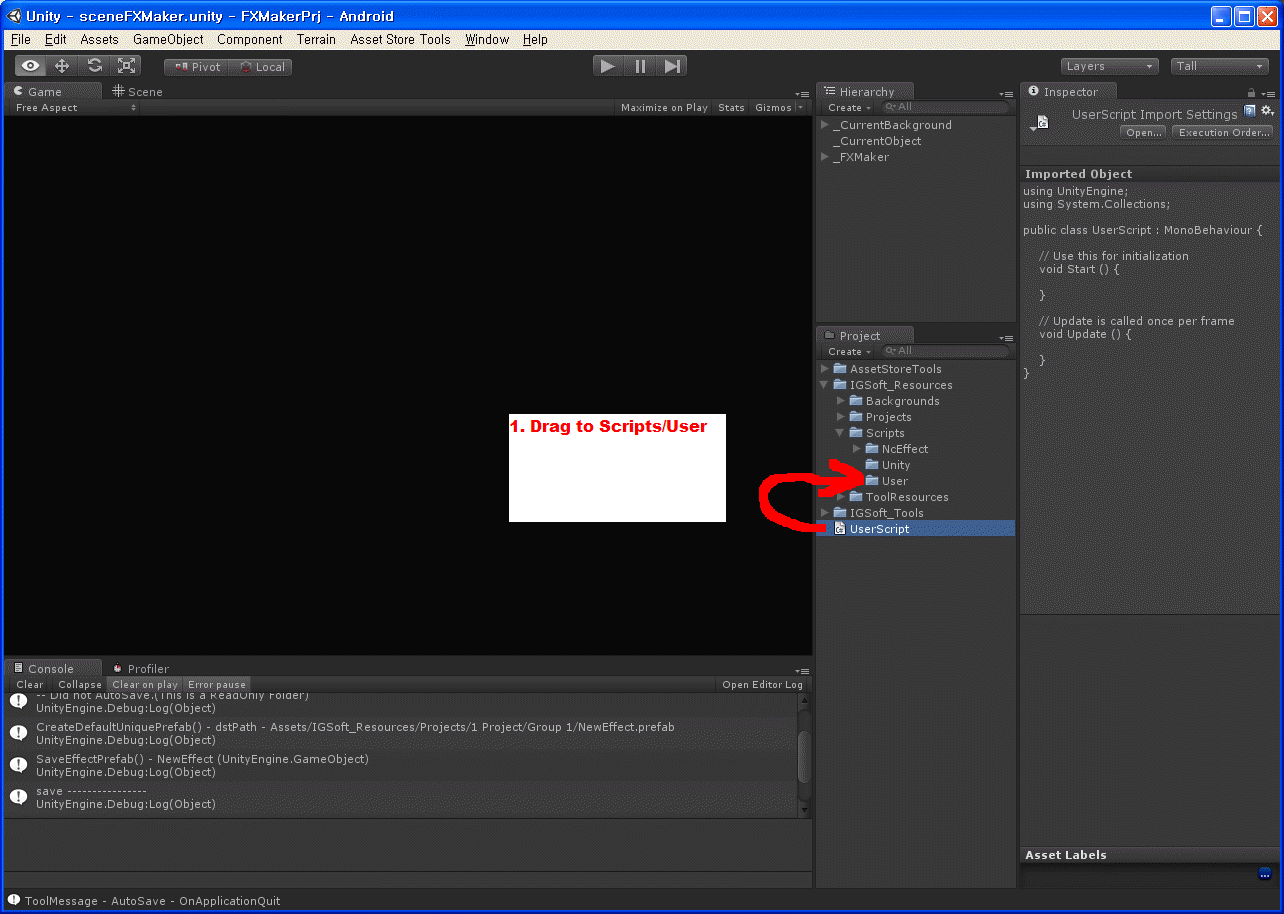 Unity - sceneFXMaker.unity - FXMakerPrj - Android
File Edit Assets GameObject Component Terrain Asset Store Tools Window Help
Pivot Local Layers Tall
Game Scene
Free Aspect Maximize on Play Stats Gizmos
1. Drag to Scripts/User
Console Profiler
Clear Collapse Clear on play Error pause Open Editor Log
-- Did not AutoSave.(This is a ReadOnly Folder)
UnityEngine.Debug:Log(Object)
CreateDefaultUniquePrefab() - dstPath - Assets/IGSoft_Resources/Projects/1 Project/Group 1/NewEffect.prefab
UnityEngine.Debug:Log(Object)
SaveEffectPrefab() - NewEffect (UnityEngine.GameObject)
UnityEngine.Debug:Log(Object)
save ----------------
UnityEngine.Debug:Log(Object)
Hierarchy
Create All
_CurrentBackground
_CurrentObject
_FXMaker
Project
Create All
AssetStoreTools
IGSoft_Resources
Backgrounds
Projects
Scripts
NcEffect
Unity
User
ToolResources
IGSoft_Tools
UserScript
Inspector
UserScript Import Settings
Open... Execution Order...
Imported Object
using UnityEngine;
using System.Collections;
public class UserScript : MonoBehaviour {
// Use this for initialization
void Start () {
}
// Update is called once per frame
void Update () {
}
}
Asset Labels
ToolMessage - AutoSave - OnApplicationQuit